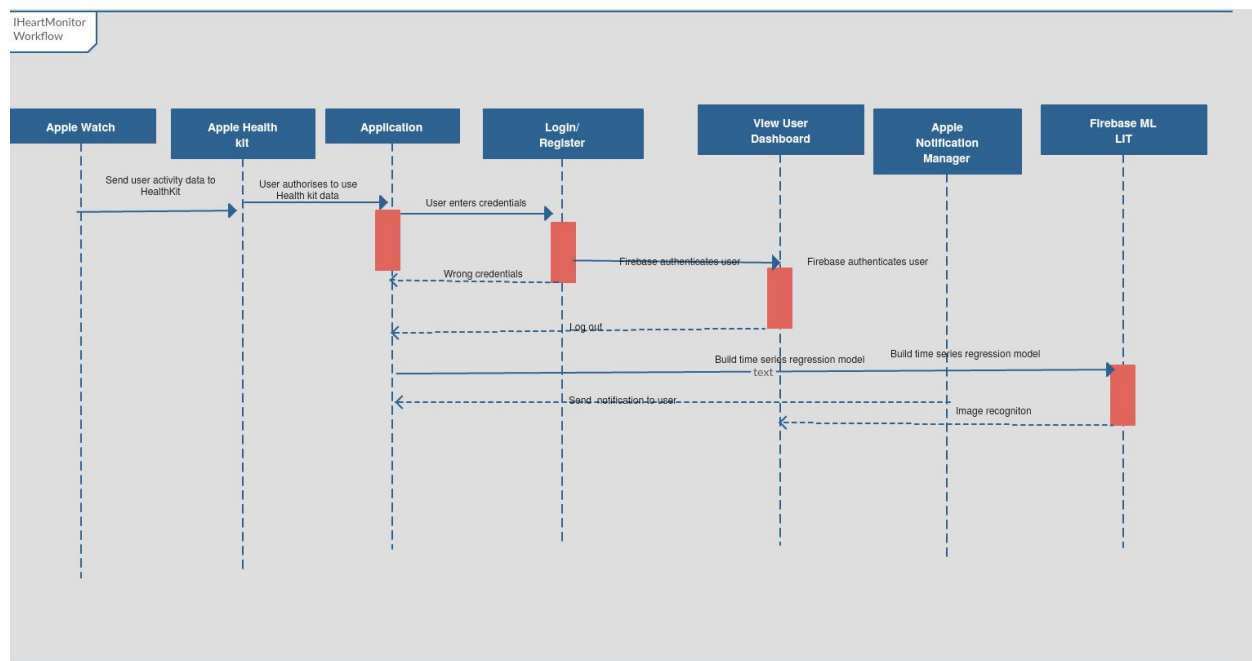 IHeartMonitor
Workflow
Apple Watch
Apple Health
kit
Application
Login/
Register
View User
Dashboard
Apple
Notification
Manager
Firebase ML
LIT
Send user activity data to
HealthKit
User authorises to use
Health kit data
User enters credentials
Firebase authenticates user
Firebase authenticates user
Wrong credentials
Log out
Build time series regression model
Build time series regression model
text
Send notification to user
Image recogniton